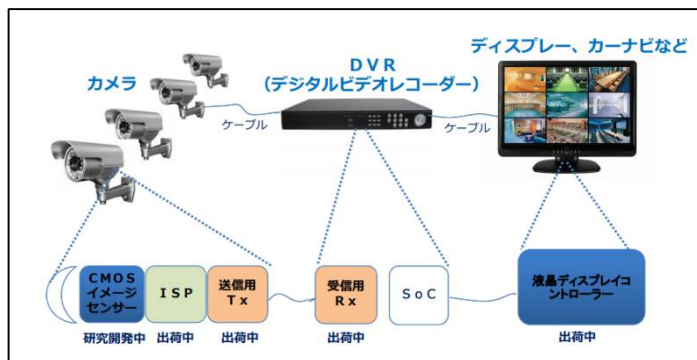 カメラ
DVR
(デジタルビデオレコーダー)
ディスプレー、カーナビなど
ケーブル
ケーブル
CMOS
イメージ
センサー
ISP
送信用
Tx
受信用
Rx
SoC
液晶ディスプレイコ
ントローラー
研究開発中
出荷中
出荷中
出荷中
出荷中